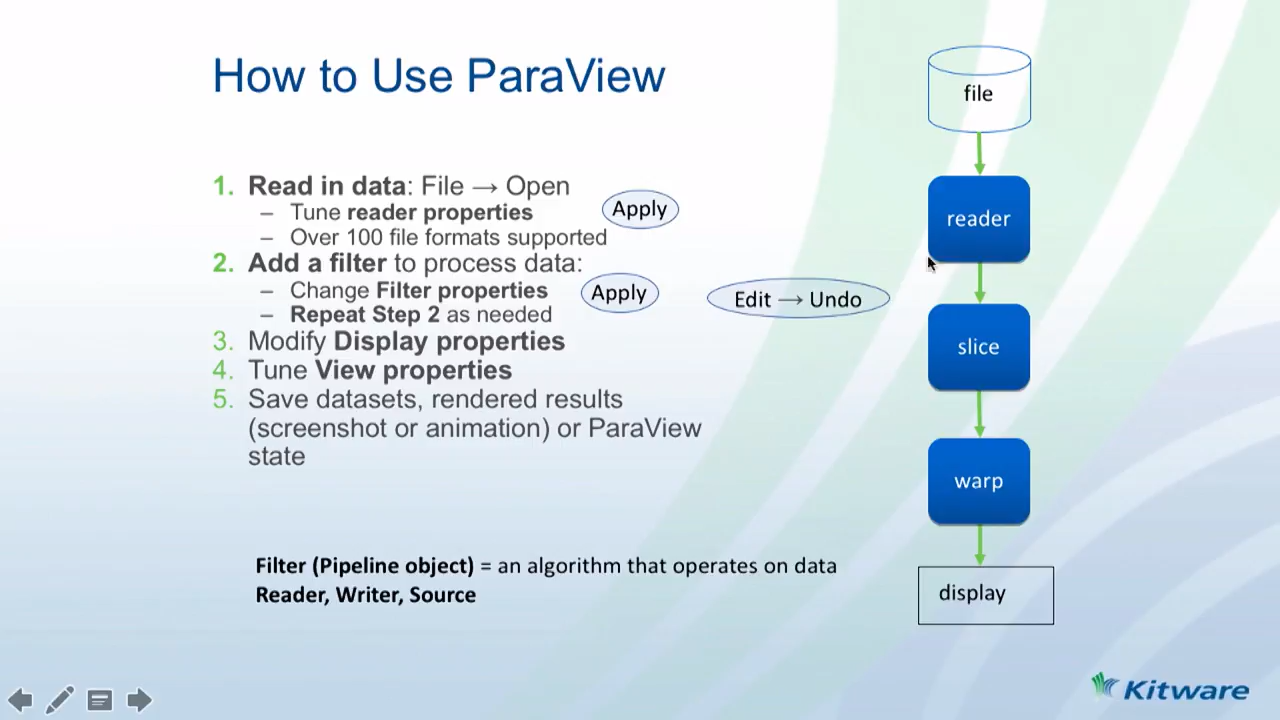 How to Use ParaView
1. Read in data: File → Open
– Tune reader properties
Apply
– Over 100 file formats supported
2. Add a filter to process data:
– Change Filter properties
Apply
Edit → Undo
– Repeat Step 2 as needed
3. Modify Display properties
4. Tune View properties
5. Save datasets, rendered results
(screenshot or animation) or ParaView
state
Filter (Pipeline object) = an algorithm that operates on data
Reader, Writer, Source
file
reader
slice
warp
display
Kitware